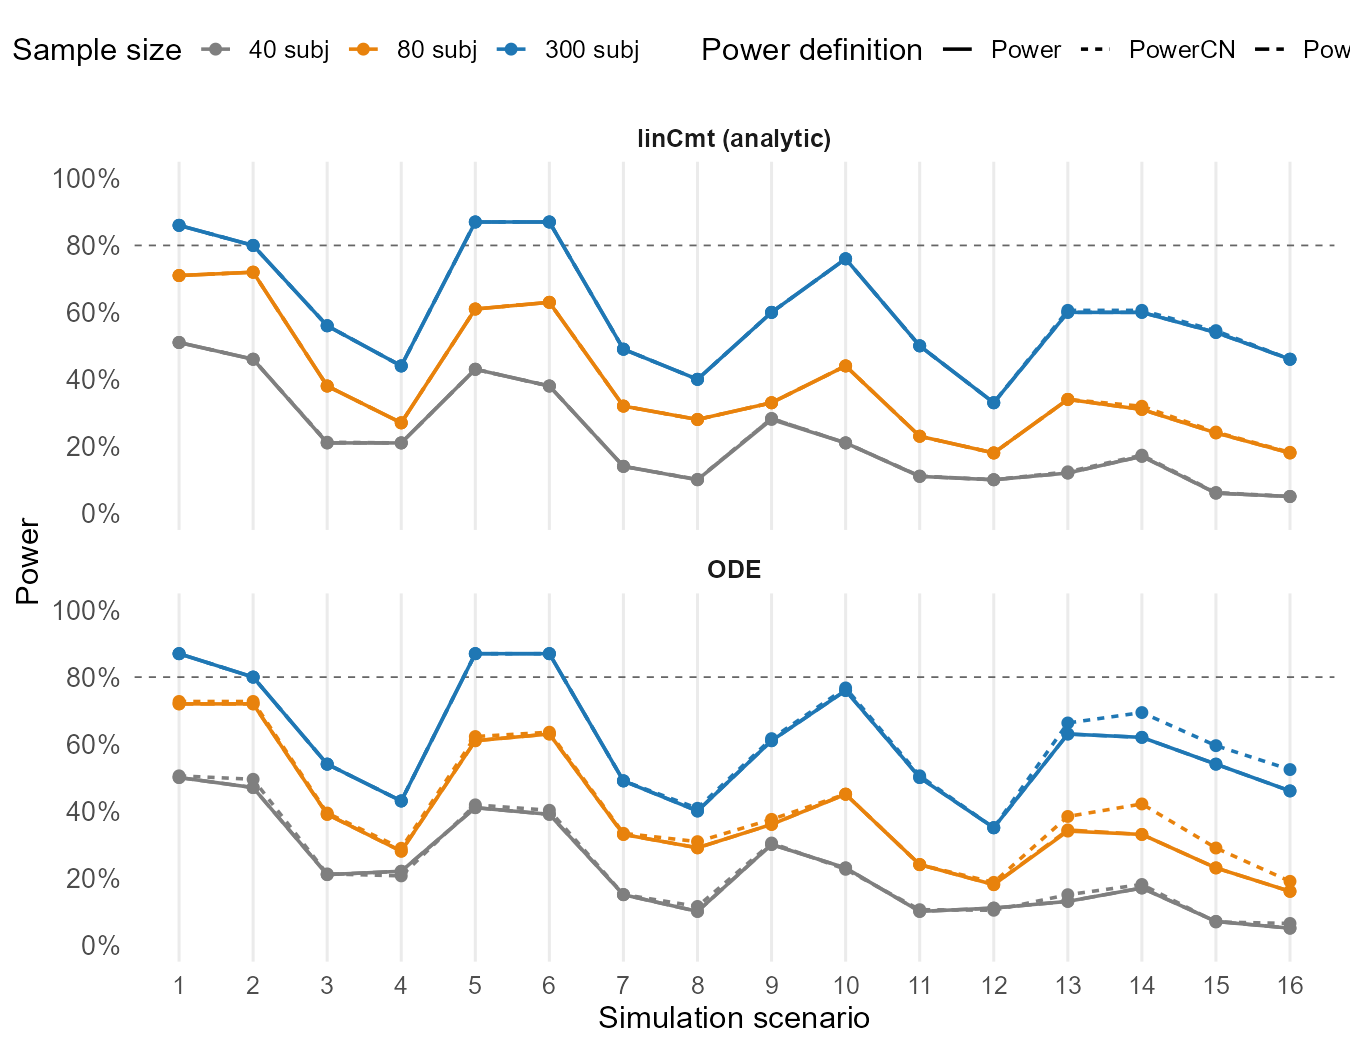 Sample size 40 subj 80 subj 300 subj Power definition Power PowerCN Pow
linCmt (analytic)
100%
80%
60%
40%
20%
0%
Power
ODE
100%
80%
60%
40%
20%
0%
1 2 3 4 5 6 7 8 9 10 11 12 13 14 15 16
Simulation scenario